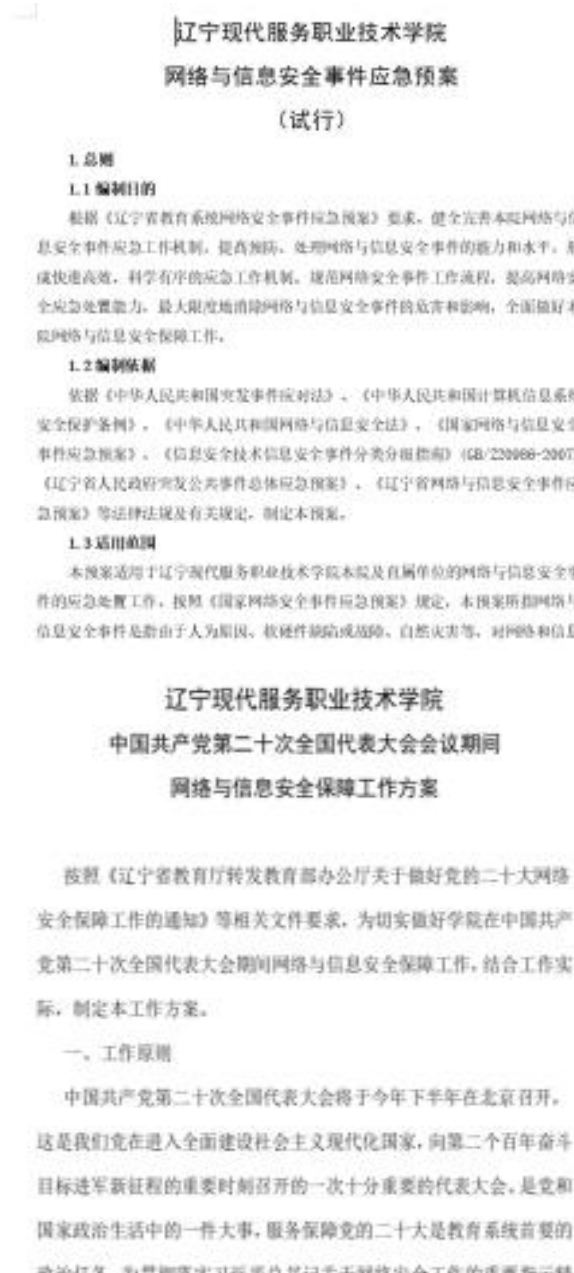 辽宁现代服务职业技术学院
网络与信息安全事件应急预案
（试行）
1.总则
1.1编制目的
根据《辽宁省教育系统网络安全事件应急预案》要求，健全完善本院网络与信
息安全事件应急工作机制，提高预防、处理网络与信息安全事件的能力和水平，形
成快速高效、科学有序的应急工作机制，规范网络安全事件工作流程，提高网络安
全应急处置能力，最大限度地消除网络与信息安全事件的危害和影响，全面做好本
院网络与信息安全保障工作。
1.2编制依据
依据《中华人民共和国突发事件应对法》、《中华人民共和国计算机信息系统
安全保护条例》、《中华人民共和国网络与信息安全法》、《国家网络与信息安全
事件应急预案》、《信息安全技术信息安全事件分类分级指南》（GB/Z20986-2007
《辽宁省人民政府突发公共事件总体应急预案》、《辽宁省网络与信息安全事件应
急预案》等法律法规及有关规定，制定本预案。
1.3适用范围
本预案适用于辽宁现代服务职业技术学院本院及直属单位的网络与信息安全事
件的应急处置工作。按照《国家网络安全事件应急预案》规定，本预案所指网络与
信息安全事件是指由于人为原因、软硬件缺陷或故障、自然灾害等，对网络和信息
辽宁现代服务职业技术学院
中国共产党第二十次全国代表大会会议期间
网络与信息安全保障工作方案
按照《辽宁省教育厅转发教育部办公厅关于做好党的二十大网络
安全保障工作的通知》等相关文件要求，为切实做好学院在中国共产
党第二十次全国代表大会期间网络与信息安全保障工作，结合工作实
际，制定本工作方案。
一、工作原则
中国共产党第二十次全国代表大会将于今年下半年在北京召开。
这是我们党在进入全面建设社会主义现代化国家，向第二个百年奋斗
目标进军新征程的重要时刻召开的一次十分重要的代表大会，是党和
国家政治生活中的一件大事，服务保障党的二十大是教育系统首要的